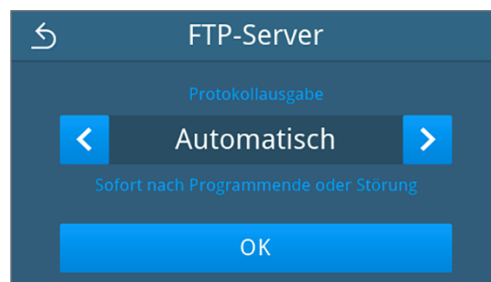 FTP-Server
Protokollausgabe
Automatisch
Sofort nach Programmende oder Störung
OK